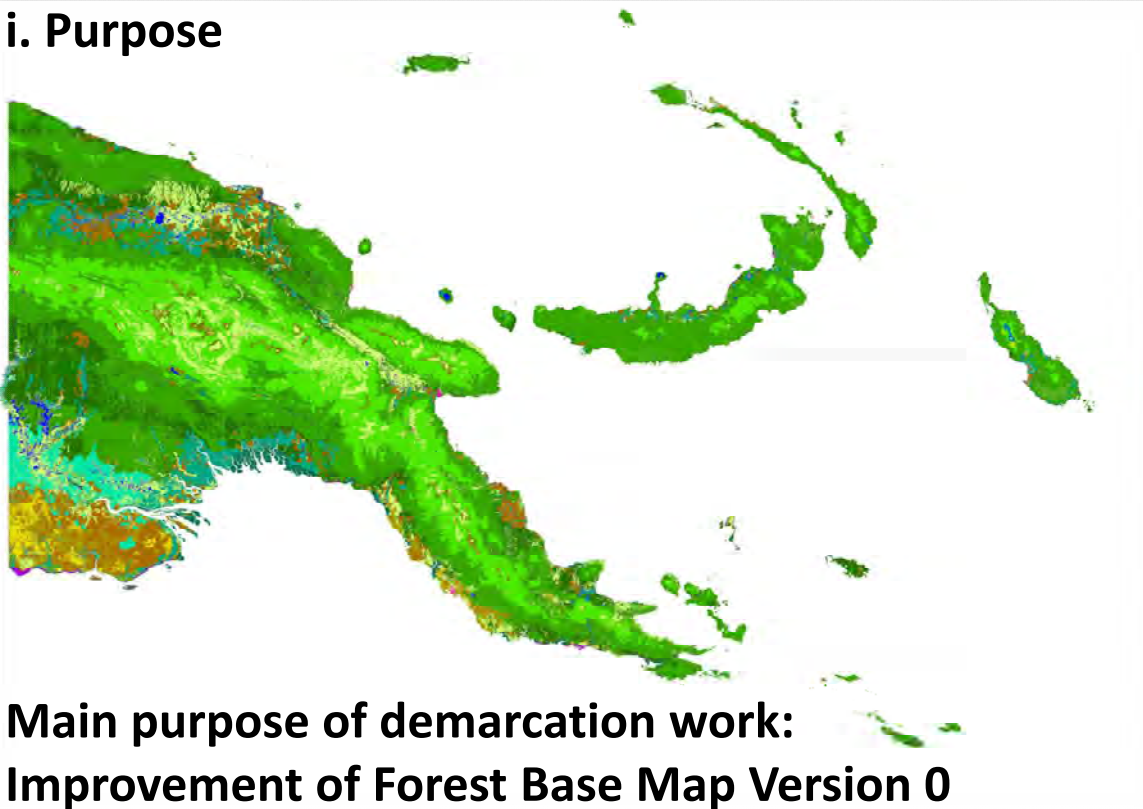 i. Purpose
Main purpose of demarcation work:
Improvement of Forest Base Map Version 0